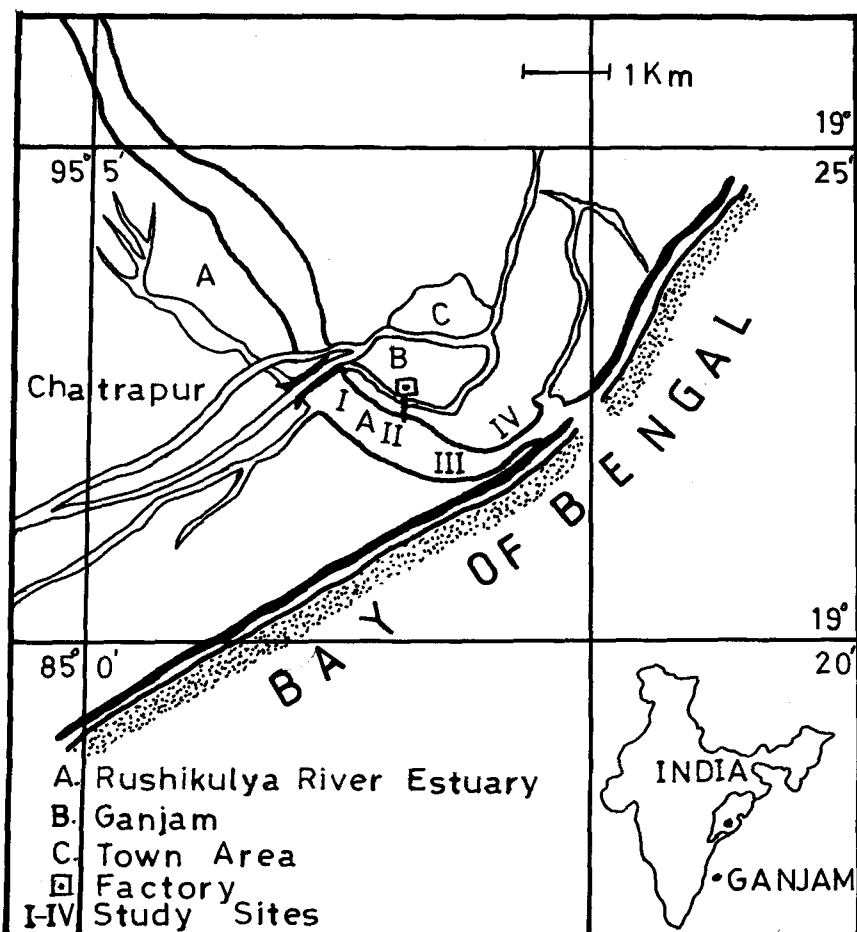 1 Km
19°
95° 5'
25'
A
C
B
Chattrapur
I
A II
IV
III
BAY OF BENGAL
19°
85° 0'
20'
INDIA
GANJAM
A. Rushikulya River Estuary
B. Ganjam
C. Town Area
Factory
I-IV Study Sites